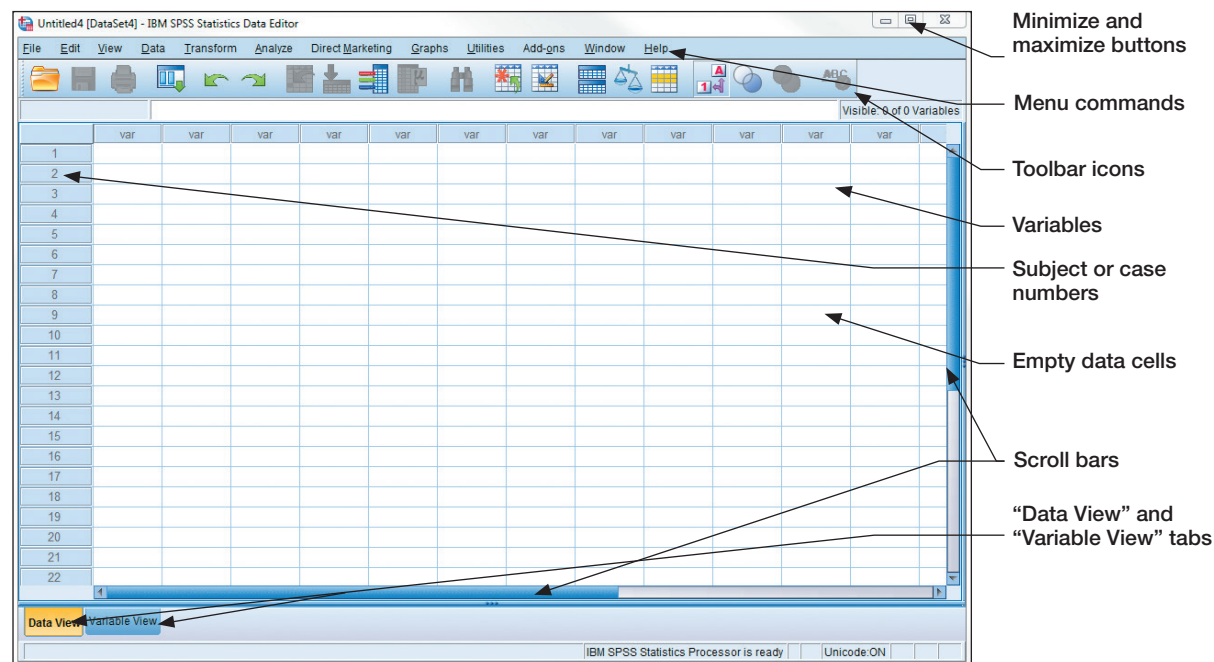 Untitled4 [DataSet4] - IBM SPSS Statistics Data Editor
File Edit View Data Transform Analyze Direct Marketing Graphs Utilities Add-ons Window Help
Visible: 0 of 0 Variables
var var var var var var var var var var var var
1
2
3
4
5
6
7
8
9
10
11
12
13
14
15
16
17
18
19
20
21
22
Data View Variable View
IBM SPSS Statistics Processor is ready Unicode:ON
Minimize and
maximize buttons
Menu commands
Toolbar icons
Variables
Subject or case
numbers
Empty data cells
Scroll bars
“Data View” and
“Variable View” tabs